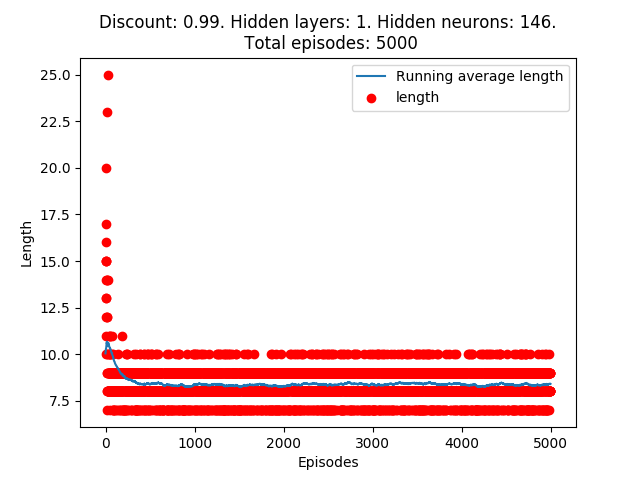 Discount: 0.99. Hidden layers: 1. Hidden neurons: 146.
Total episodes: 5000
Running average length
length
Length
25.0
22.5
20.0
17.5
15.0
12.5
10.0
7.5
0 1000 2000 3000 4000 5000
Episodes